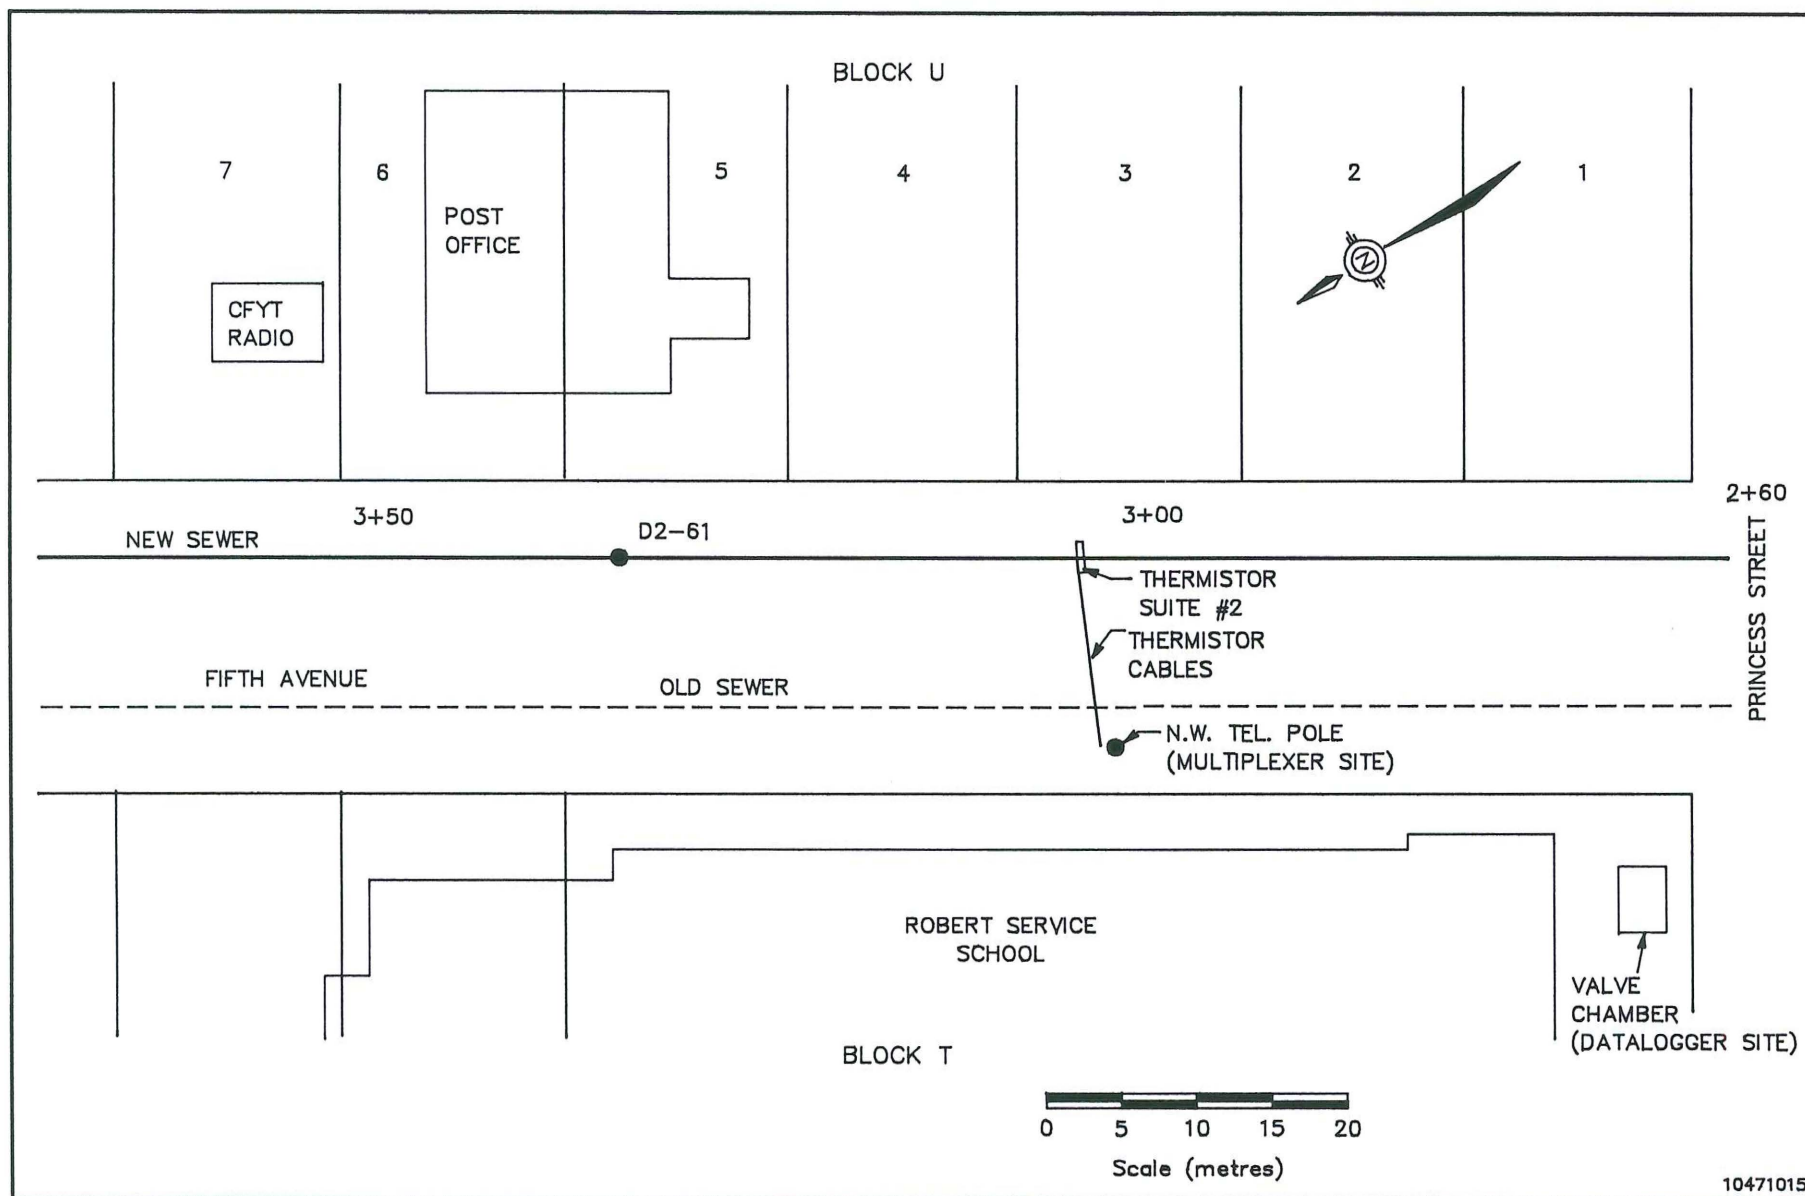 BLOCK U
7
6
5
4
3
2
1
POST
OFFICE
N
CFYT
RADIO
2+60
3+50
3+00
D2-61
NEW SEWER
THERMISTOR
SUITE #2
THERMISTOR
CABLES
PRINCESS STREET
FIFTH AVENUE
OLD SEWER
N.W. TEL. POLE
(MULTIPLEXER SITE)
ROBERT SERVICE
SCHOOL
VALVE
CHAMBER
(DATALOGGER SITE)
BLOCK T
0 5 10 15 20
Scale (metres)
10471015